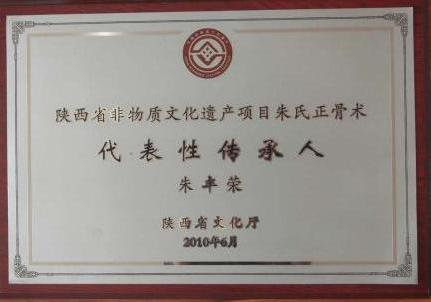 陕西省非物质文化遗产项目朱氏正骨术
代表性传承人
朱丰荣
陕西省文化厅
2010年6月